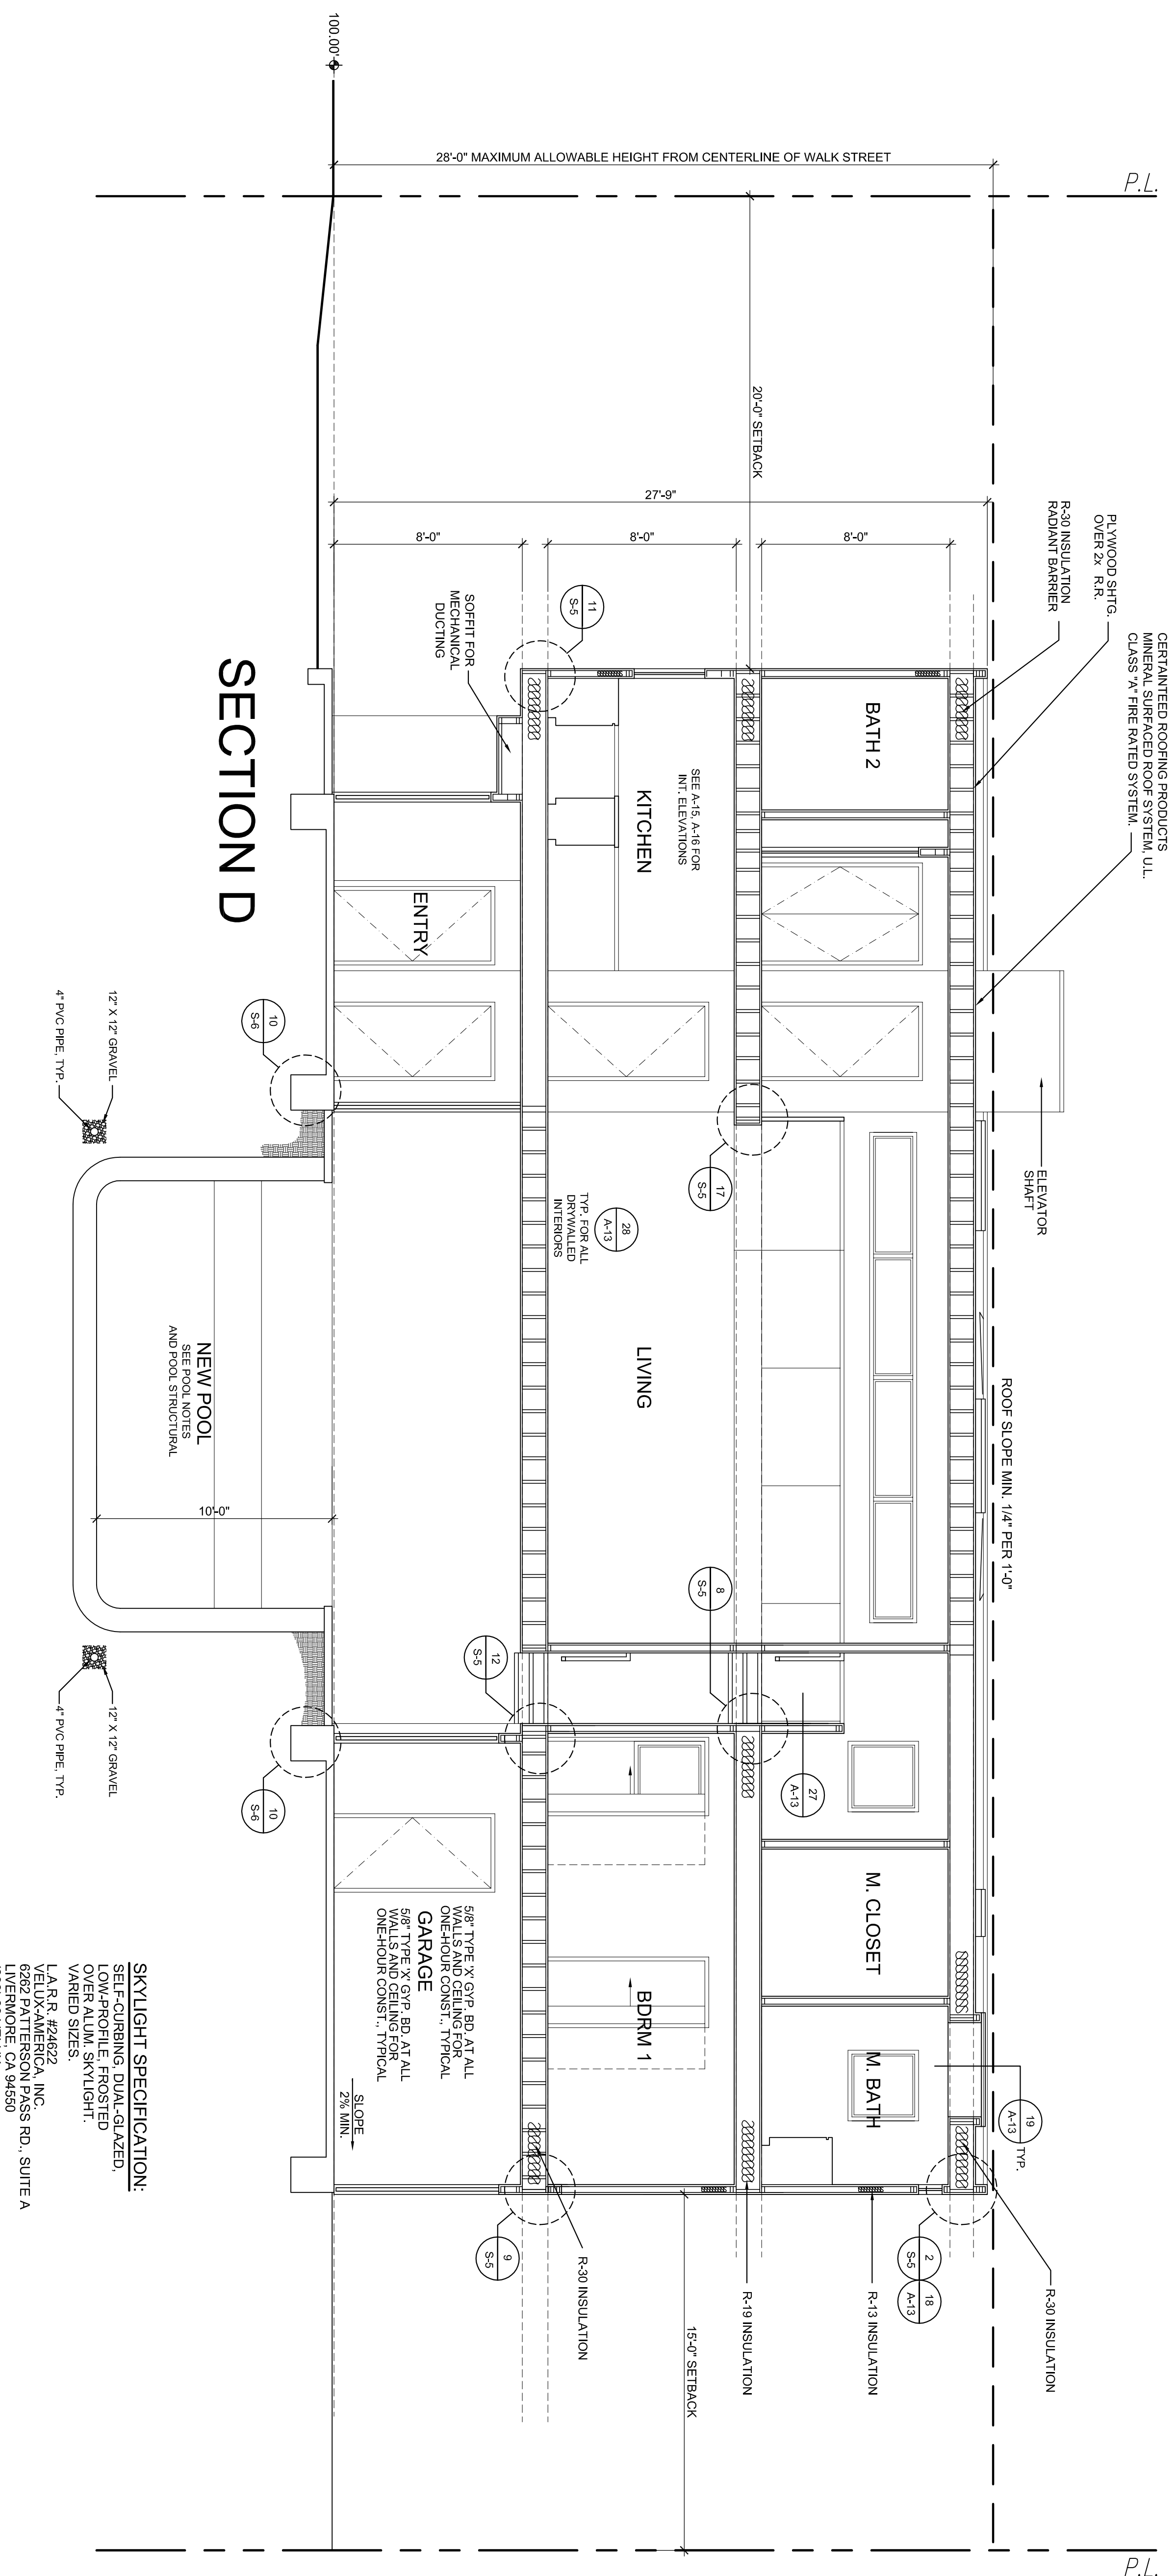 CERTAINTEED ROOFING PRODUCTS
MINERAL SURFACED ROOF SYSTEM, U.L.
CLASS "A" FIRE RATED SYSTEM.
PLYWOOD SHTG.
OVER 2x R.R.
R-30 INSULATION
RADIANT BARRIER
P.L.
P.L.
ELEVATOR
SHAFT
ROOF SLOPE MIN. 1/4" PER 1'-0"
19
A-13
TYP.
R-30 INSULATION
2
S-5
18
A-13
R-13 INSULATION
R-19 INSULATION
15'-0" SETBACK
R-30 INSULATION
9
S-5
28'-0" MAXIMUM ALLOWABLE HEIGHT FROM CENTERLINE OF WALK STREET
20'-0" SETBACK
27'-9"
8'-0"
8'-0"
8'-0"
100.00'
BATH 2
M. CLOSET
M. BATH
27
A-13
17
S-5
8
S-5
SEE A-15, A-16 FOR
INT. ELEVATIONS
KITCHEN
LIVING
BDRM 1
28
A-13
TYP. FOR ALL
DRYWALLED
INTERIORS
11
S-5
12
S-5
SOFFIT FOR
MECHANICAL
DUCTING
ENTRY
5/8" TYPE 'X' GYP. BD. AT ALL
WALLS AND CEILING FOR
ONE-HOUR CONST., TYPICAL
GARAGE
5/8" TYPE 'X' GYP. BD. AT ALL
WALLS AND CEILING FOR
ONE-HOUR CONST., TYPICAL
SLOPE
2% MIN.
10
S-6
10
S-6
10'-0"
NEW POOL
SEE POOL NOTES
AND POOL STRUCTURAL
12" X 12" GRAVEL
4" PVC PIPE, TYP.
12" X 12" GRAVEL
4" PVC PIPE, TYP.
SECTION D
SKYLIGHT SPECIFICATION:
SELF-CURBING, DUAL-GLAZED,
LOW-PROFILE, FROSTED
OVER ALUM. SKYLIGHT.
VARIED SIZES.
L.A.R.R. #24622
VELUX-AMERICA, INC.
6262 PATTERSON PASS RD., SUITE A
LIVERMORE, CA 94550